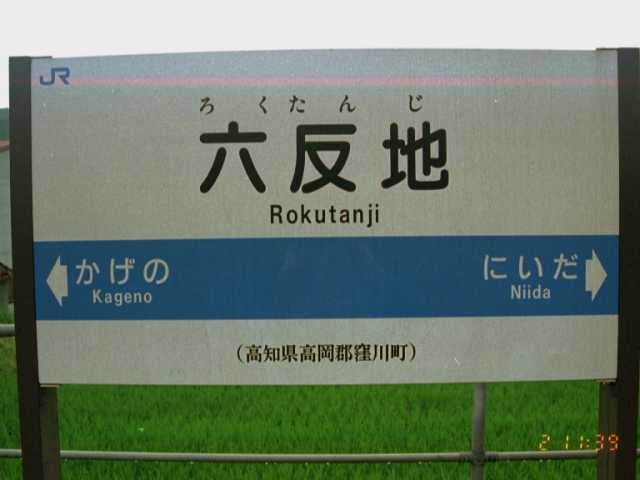 JR
ろくたんじ
六反地
Rokutanji
かげの にいだ
Kageno Niida
(高知県高岡郡窪川町)
2 11:39